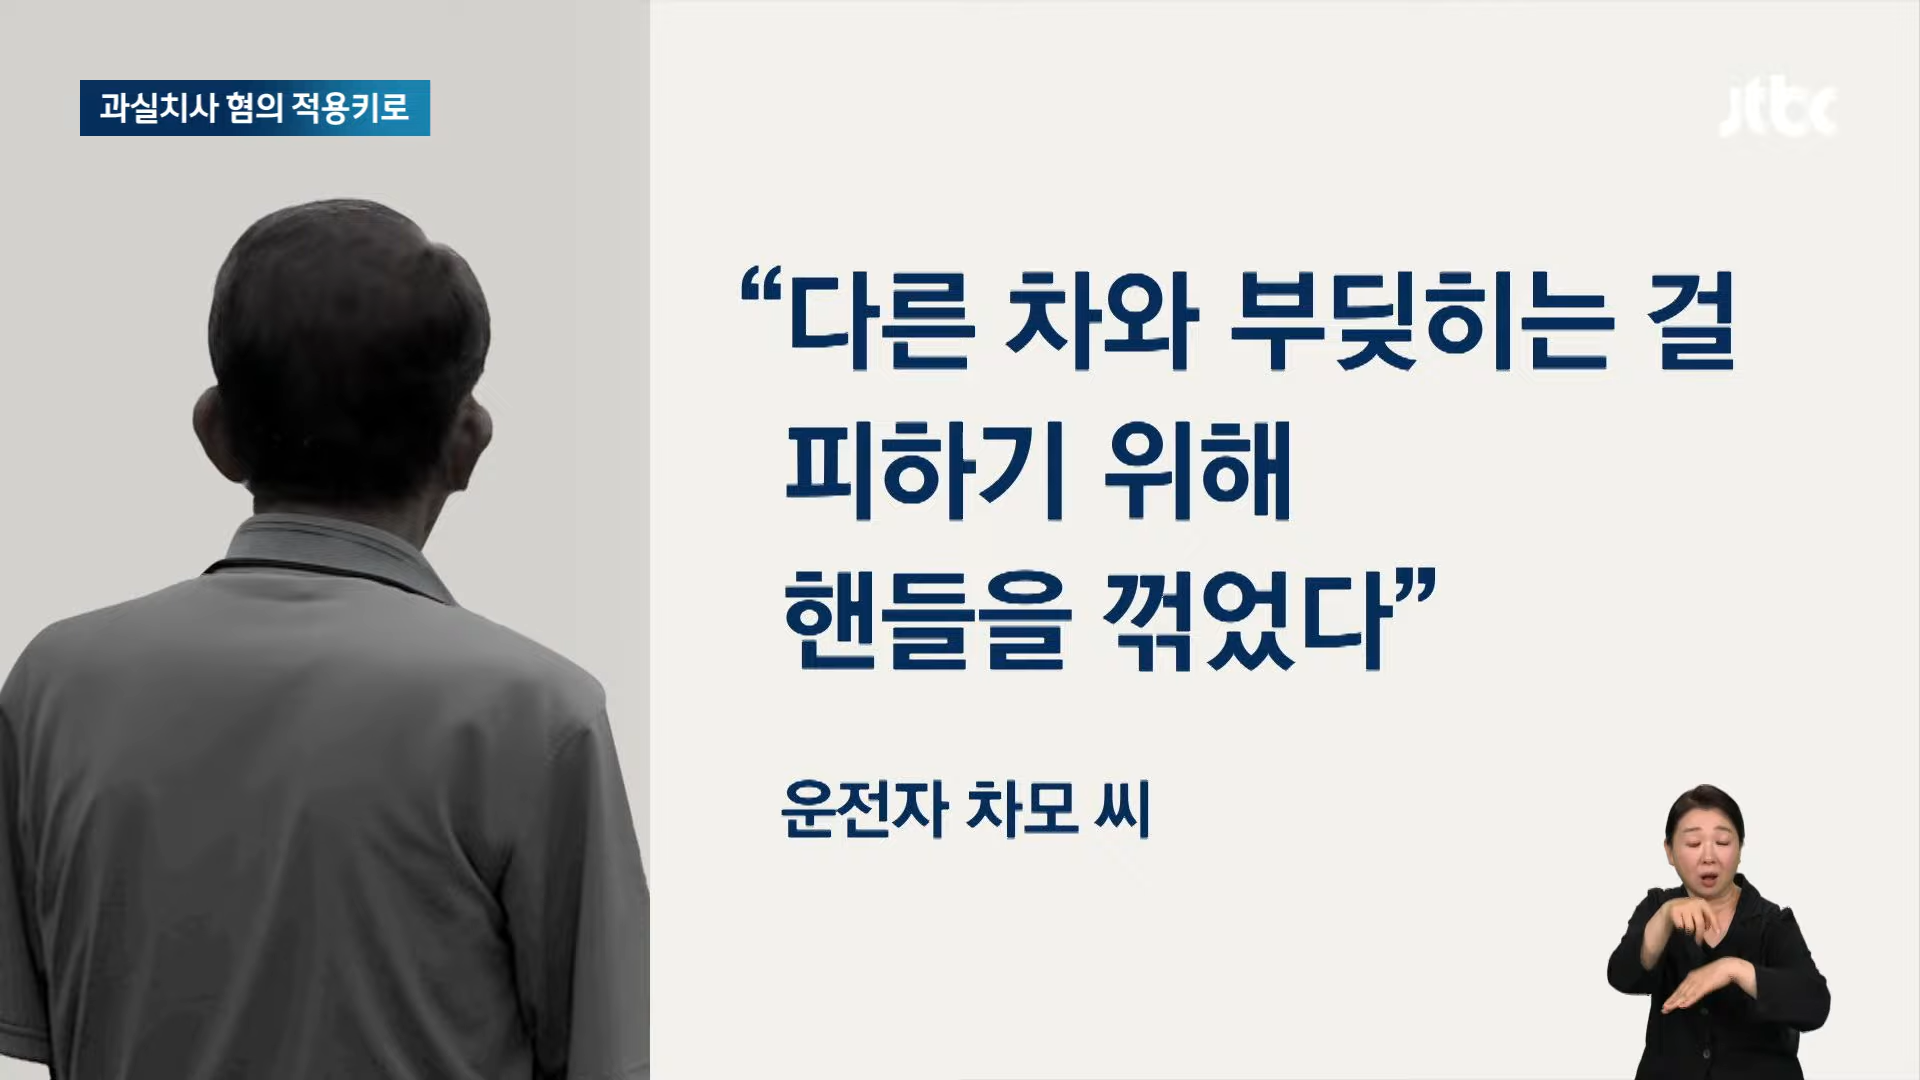 과실치사 혐의 적용키로
jtbc
“다른 차와 부딪히는 걸
피하기 위해
핸들을 꺾었다”
운전자 차모 씨